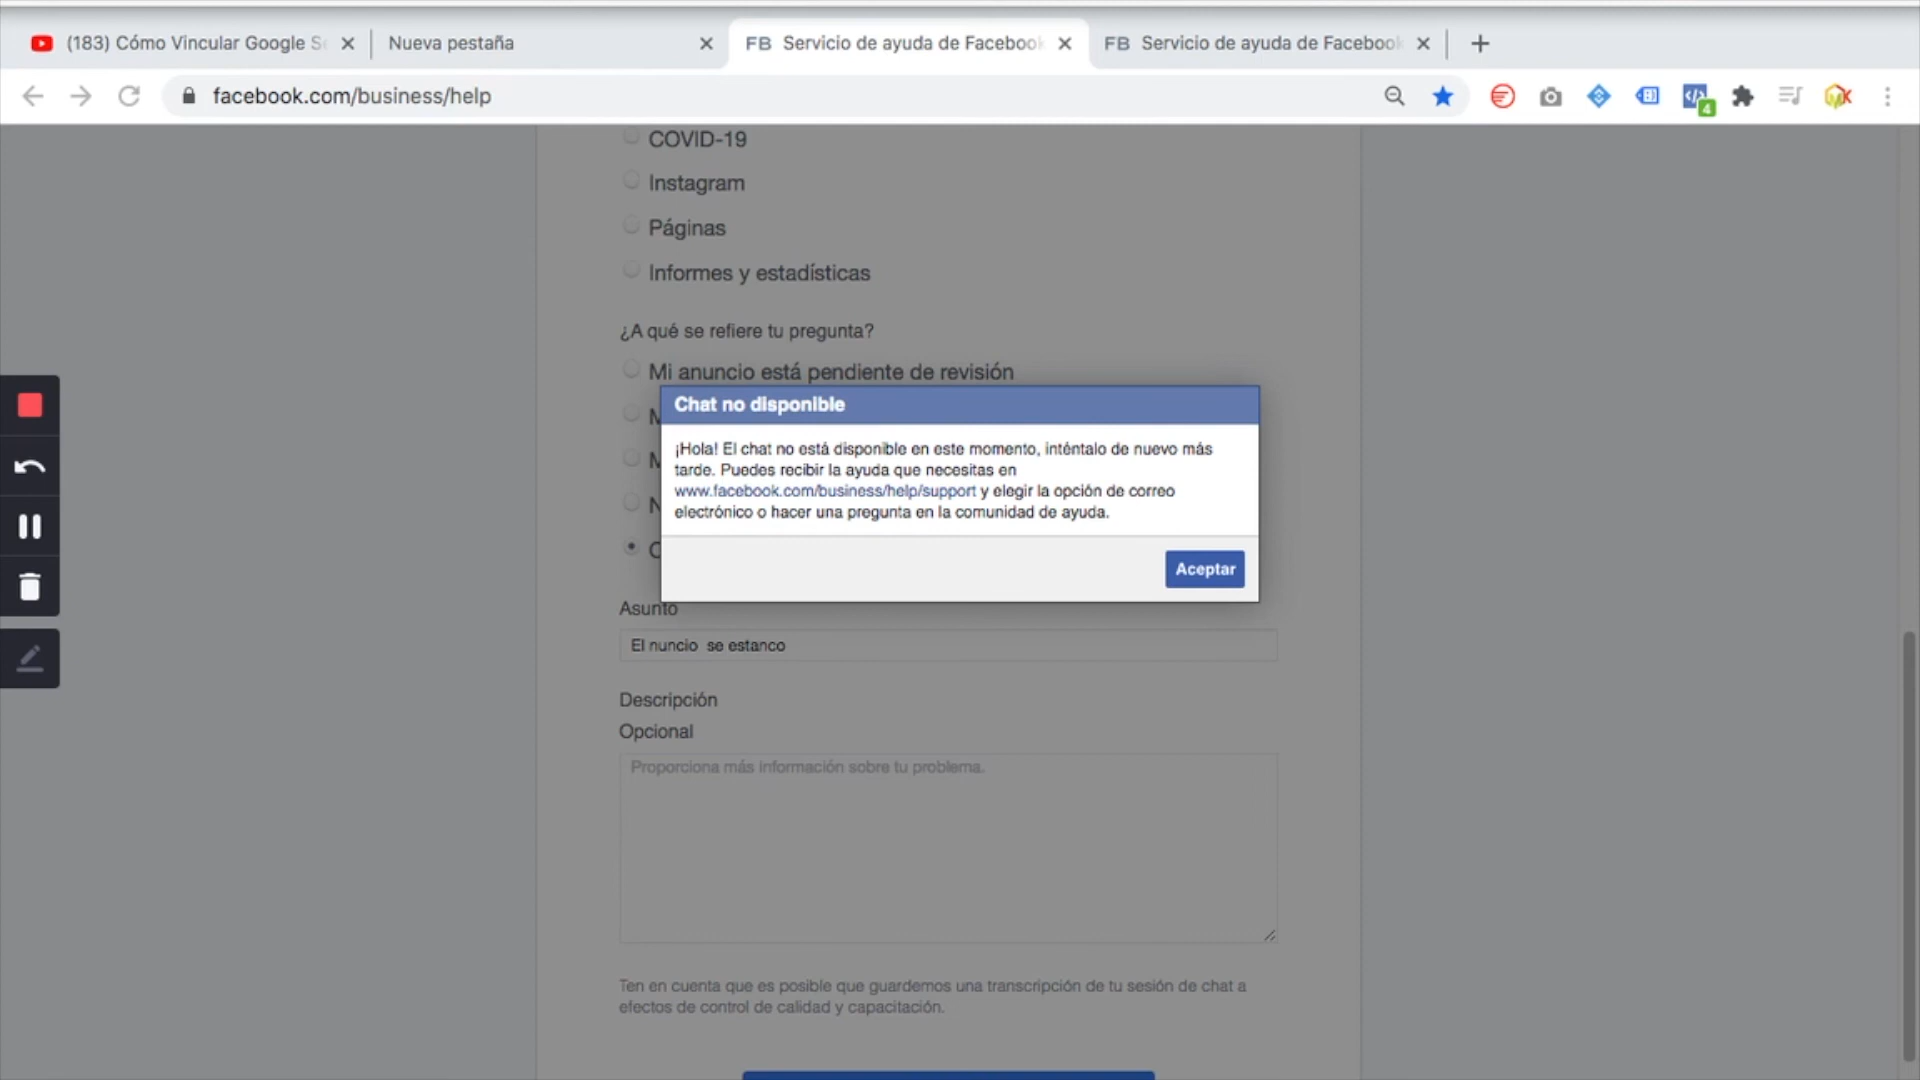 (183) Cómo Vincular Google S
Nueva pestaña
FB Servicio de ayuda de Facebook
FB Servicio de ayuda de Facebook
facebook.com/business/help
4
COVID-19
Instagram
Páginas
Informes y estadísticas
¿A qué se refiere tu pregunta?
Mi anuncio está pendiente de revisión
Chat no disponible
¡Hola! El chat no está disponible en este momento, inténtalo de nuevo más
tarde. Puedes recibir la ayuda que necesitas en
www.facebook.com/business/help/support y elegir la opción de correo
electrónico o hacer una pregunta en la comunidad de ayuda.
Aceptar
Asunto
El nuncio se estanco
Descripción
Opcional
Proporciona más información sobre tu problema.
Ten en cuenta que es posible que guardemos una transcripción de tu sesión de chat a
efectos de control de calidad y capacitación.